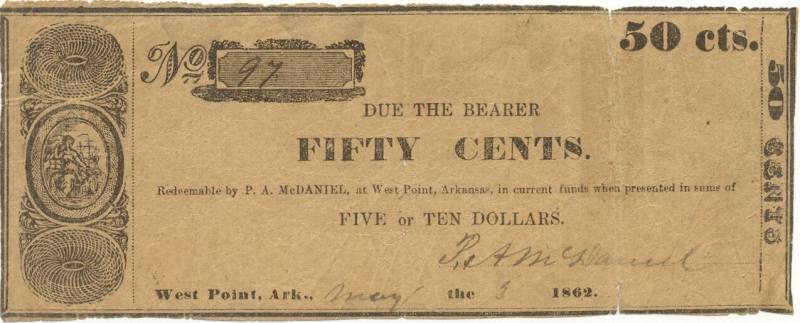 50 cts.
No 97
DUE THE BEARER
FIFTY CENTS.
Redeemable by P. A. McDANIEL, at West Point, Arkansas, in current funds when presented in sums of
FIVE or TEN DOLLARS.
P. A McDaniel
West Point, Ark., May the 3 1862.
50 CENTS